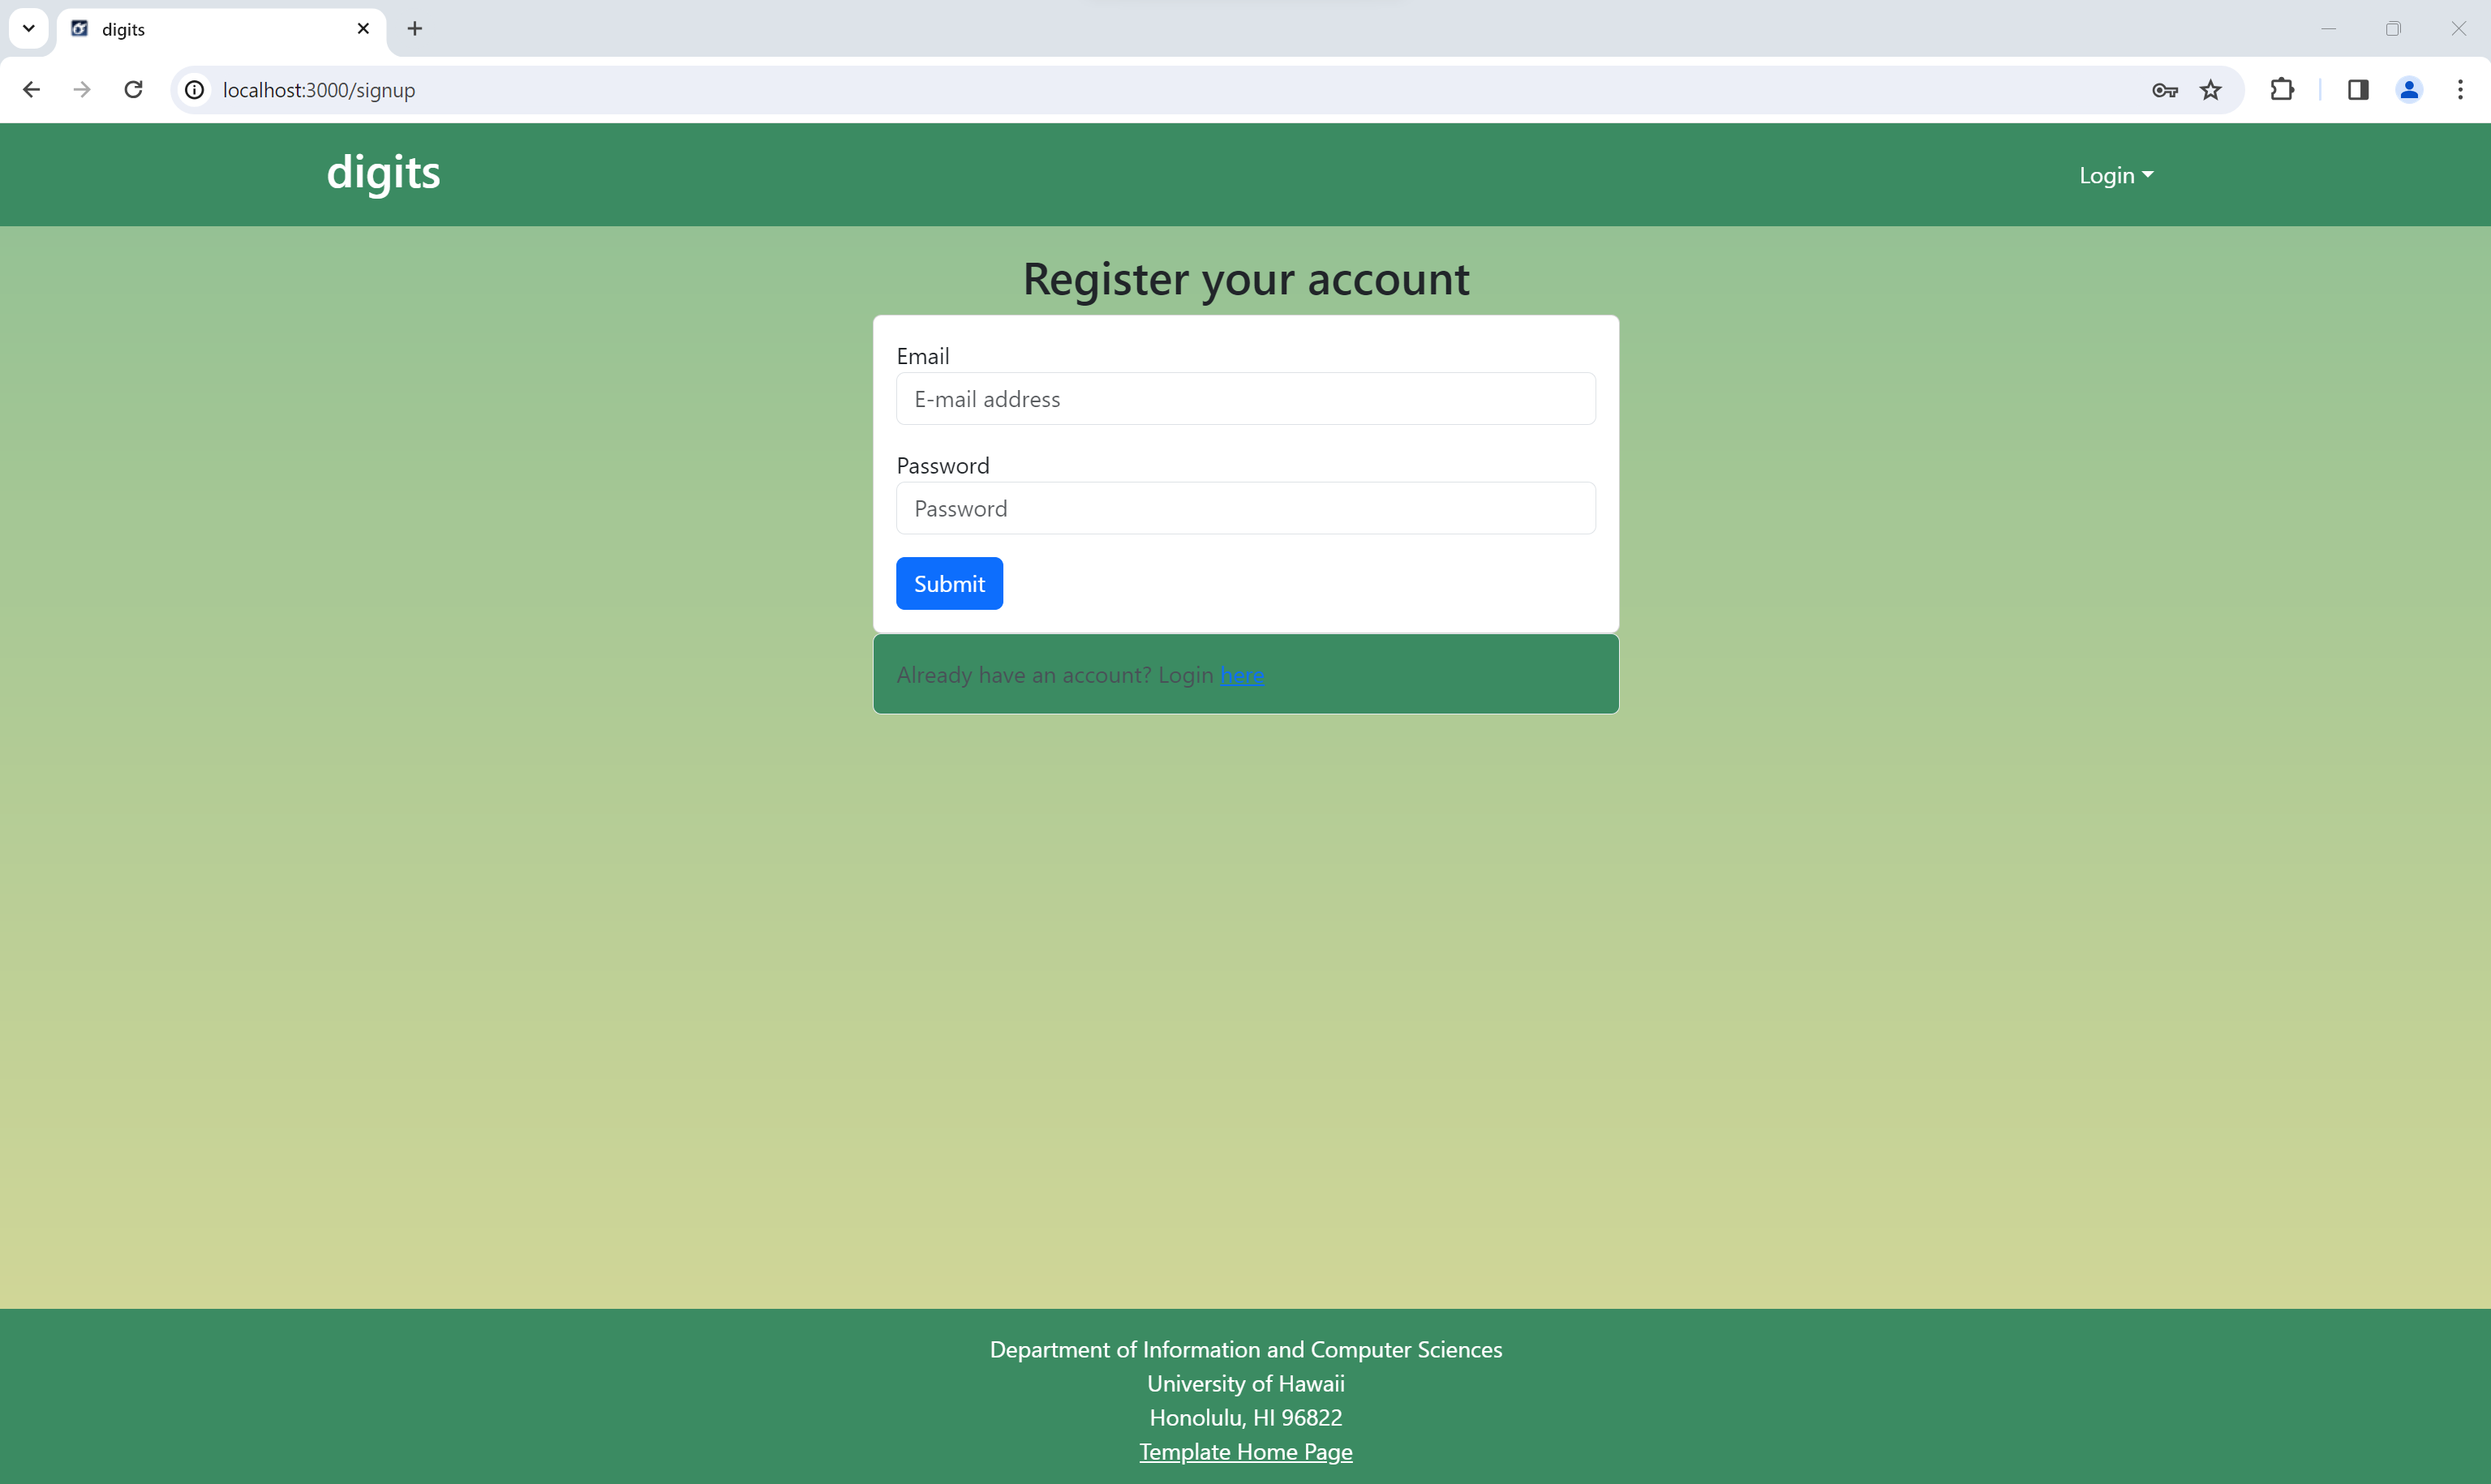 digits
localhost:3000/signup
digits
Login
Register your account
Email
E-mail address
Password
Password
Submit
Already have an account? Login here
Department of Information and Computer Sciences
University of Hawaii
Honolulu, HI 96822
Template Home Page